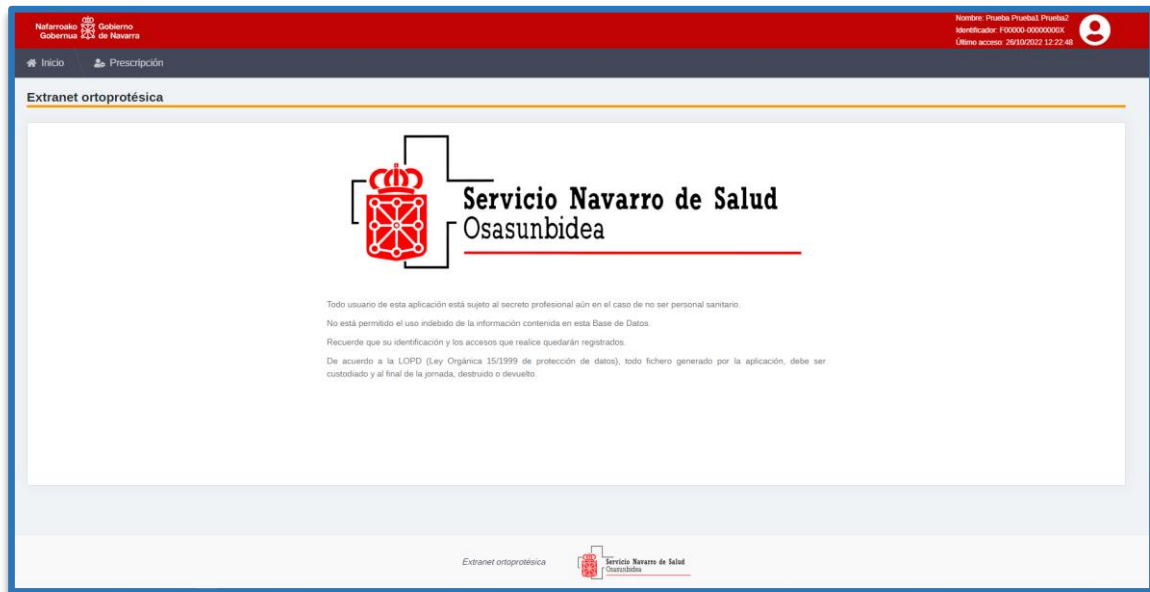 Nafarroako Gobierno
Gobernua de Navarra
Nombre: Prueba Prueba1 Prueba2
Identificador: F00000-00000000X
Último acceso: 26/10/2022 12:22:48
Inicio Prescripción
Extranet ortoprotésica
Servicio Navarro de Salud
Osasunbidea
Todo usuario de esta aplicación está sujeto al secreto profesional aún en el caso de no ser personal sanitario.
No está permitido el uso indebido de la información contenida en esta Base de Datos.
Recuerde que su identificación y los accesos que realice quedarán registrados.
De acuerdo a la LOPD (Ley Orgánica 15/1999 de protección de datos), todo fichero generado por la aplicación, debe ser
custodiado y al final de la jornada, destruido o devuelto.
Extranet ortoprotésica
Servicio Navarro de Salud
Osasunbidea